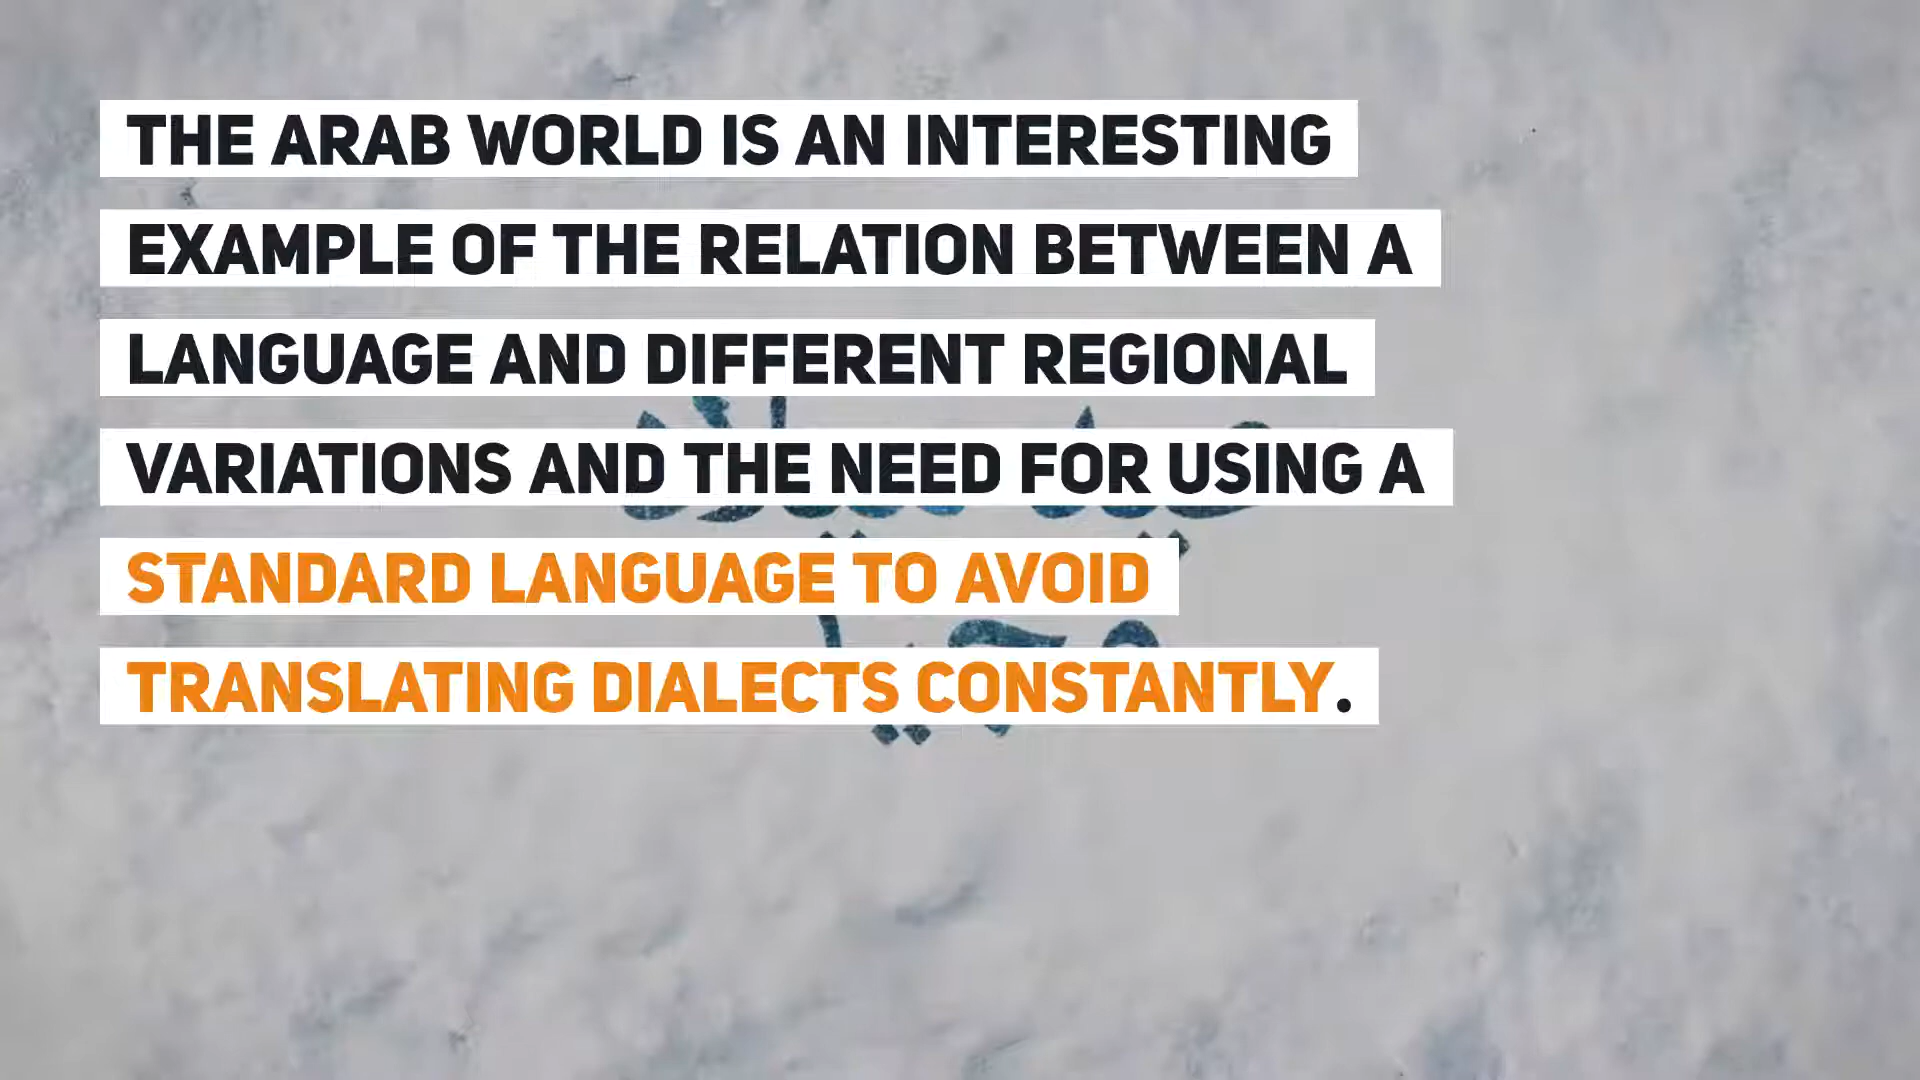 THE ARAB WORLD IS AN INTERESTING
EXAMPLE OF THE RELATION BETWEEN A
LANGUAGE AND DIFFERENT REGIONAL
VARIATIONS AND THE NEED FOR USING A
STANDARD LANGUAGE TO AVOID
TRANSLATING DIALECTS CONSTANTLY.